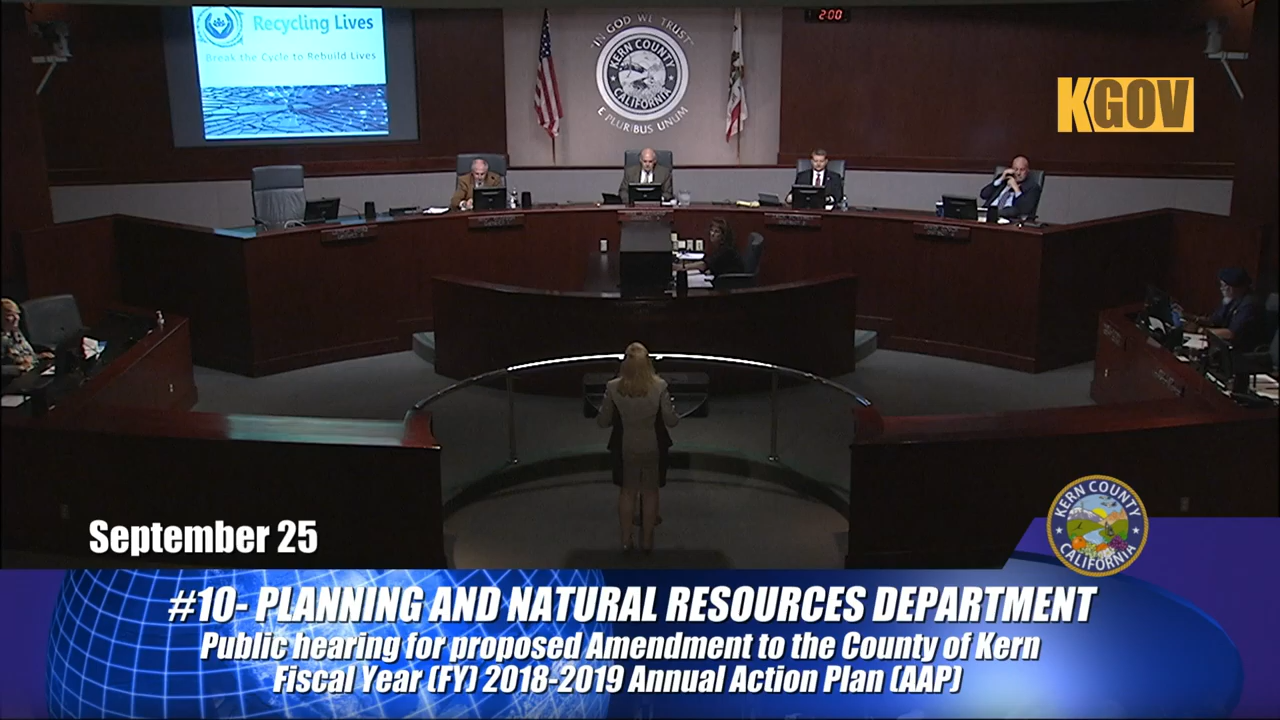 Recycling Lives
Break the Cycle to Rebuild Lives
"IN GOD WE TRUST"
KERN COUNTY
CALIFORNIA
E PLURIBUS UNUM
2:00
KGOV
September 25
KERN COUNTY
CALIFORNIA
#10- PLANNING AND NATURAL RESOURCES DEPARTMENT
Public hearing for proposed Amendment to the County of Kern
Fiscal Year (FY) 2018-2019 Annual Action Plan (AAP)